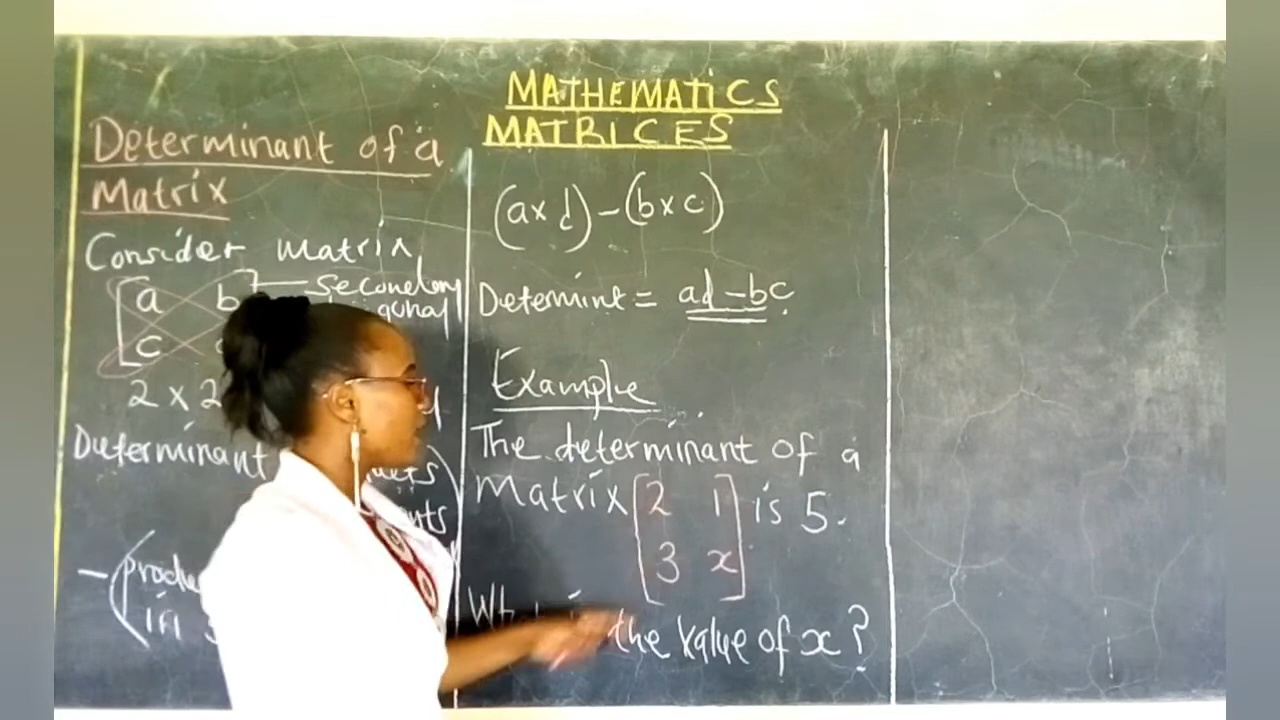 MATHEMATICS
MATRICES
Determinant of a
Matrix
Consider matrix,
a b
c
2 x 2
Determinant
in
(a x d) - (b x c)
Determint = ad - bc.
Example
The determinant of a
Matrix [2 1] is 5.
[3 x]
the value of x?